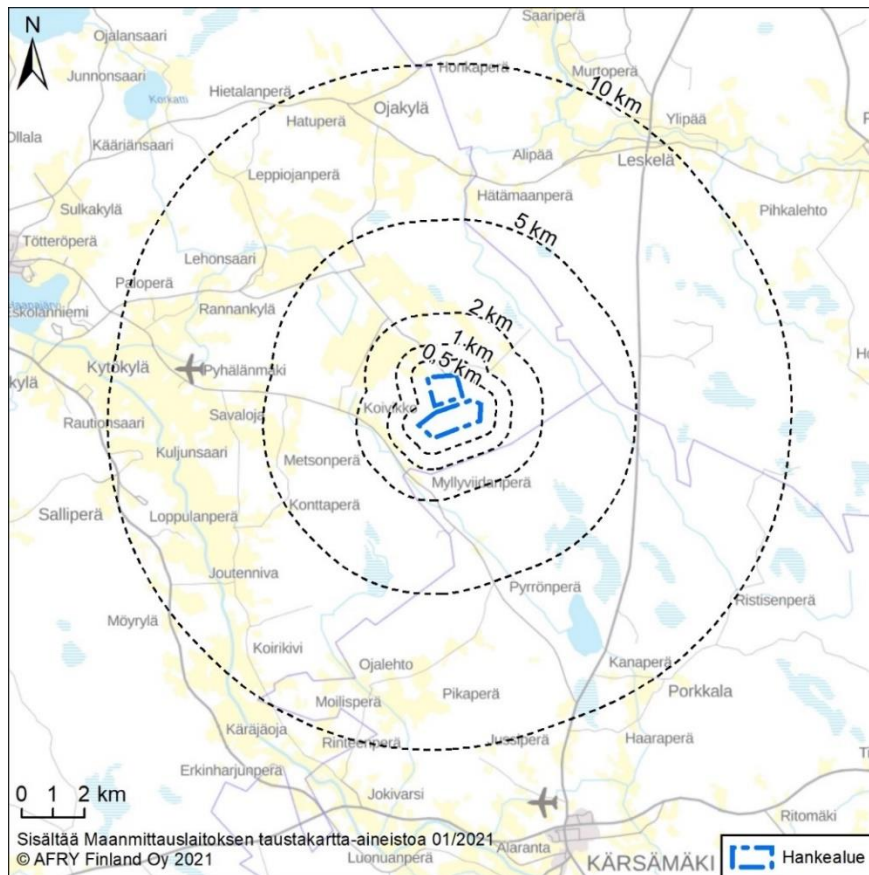 N
Ojalansaari
Saariperä
Junnonsaari
Honkaperä
Murtoperä
Kerkatti
Hietalanperä
10 km
Ojakylä
Hatuperä
Ylipää
Ollala
Kääriänsaari
Alipää
Leskelä
Leppiojanperä
Hätämaanperä
Sulkakylä
Pihkalehto
Tötteröperä
5 km
Lehonsaari
Paloperä
Eskolanniemi
Rannankylä
2 km
1 km
0,5 km
Kytökylä
Pyhälänmäki
kylä
Koivikko
Rautionsaari
Savaloja
Kuljunsaari
Metsonperä
Myllyviidanperä
Konttaperä
Salliperä
Loppulanperä
Joutenniva
Pyrrönperä
Ristisenperä
Möyrylä
Koirikivi
Ojalehto
Kanaperä
Porkkala
Moilisperä
Pikaperä
Käräjäoja
Rinteenperä
Jussiperä
Haaraperä
Erkinharjunperä
0 1 2 km
Jokivarsi
Ritomäki
Sisältää Maanmittauslaitoksen taustakartta-aineistoa 01/2021
© AFRY Finland Oy 2021
Alaranta
Luonuanperä
KÄRSÄMÄKI
Hankealue